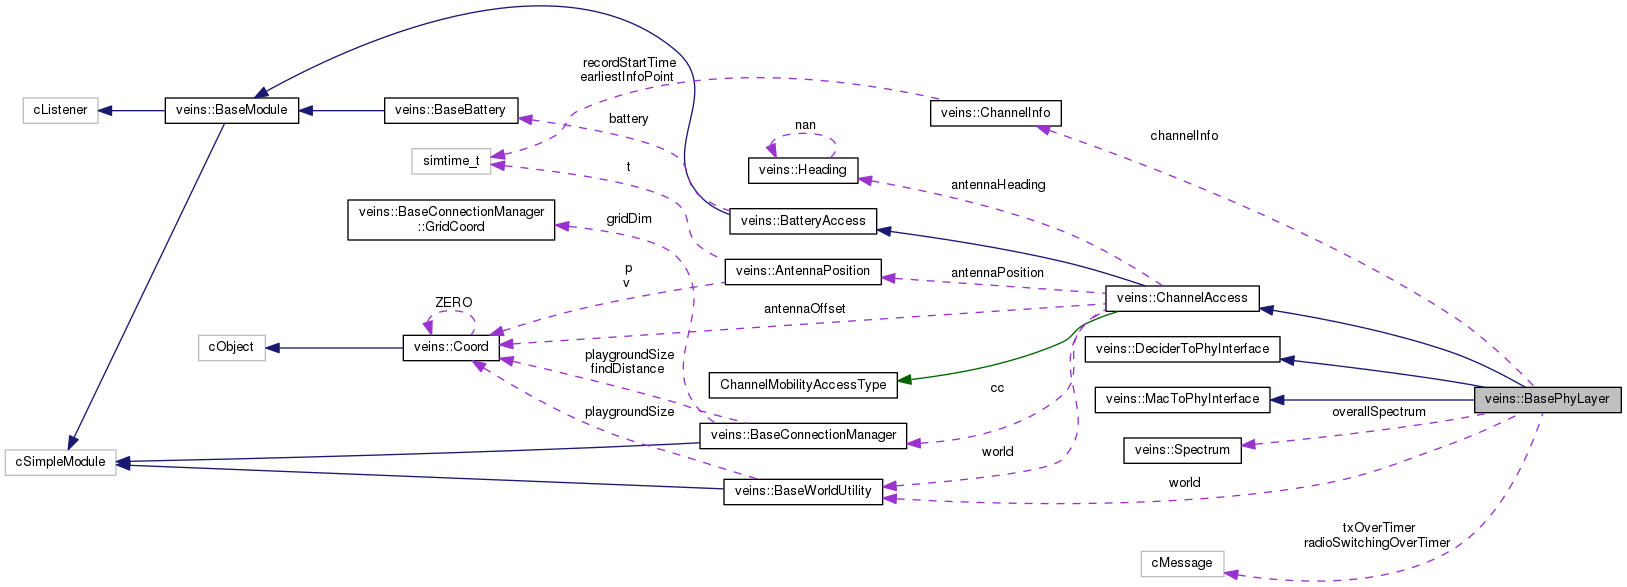 recordStartTime
earliestInfoPoint
cListener
veins::BaseModule
veins::BaseBattery
veins::ChannelInfo
battery
nan
channelInfo
simtime_t
t
veins::Heading
antennaHeading
veins::BaseConnectionManager
::GridCoord
gridDim
veins::BatteryAccess
p
v
veins::AntennaPosition
antennaPosition
veins::ChannelAccess
ZERO
antennaOffset
cObject
veins::Coord
playgroundSize
findDistance
veins::DeciderToPhyInterface
ChannelMobilityAccessType
cc
veins::MacToPhyInterface
veins::BasePhyLayer
playgroundSize
overallSpectrum
veins::BaseConnectionManager
world
veins::Spectrum
cSimpleModule
veins::BaseWorldUtility
world
txOverTimer
radioSwitchingOverTimer
cMessage